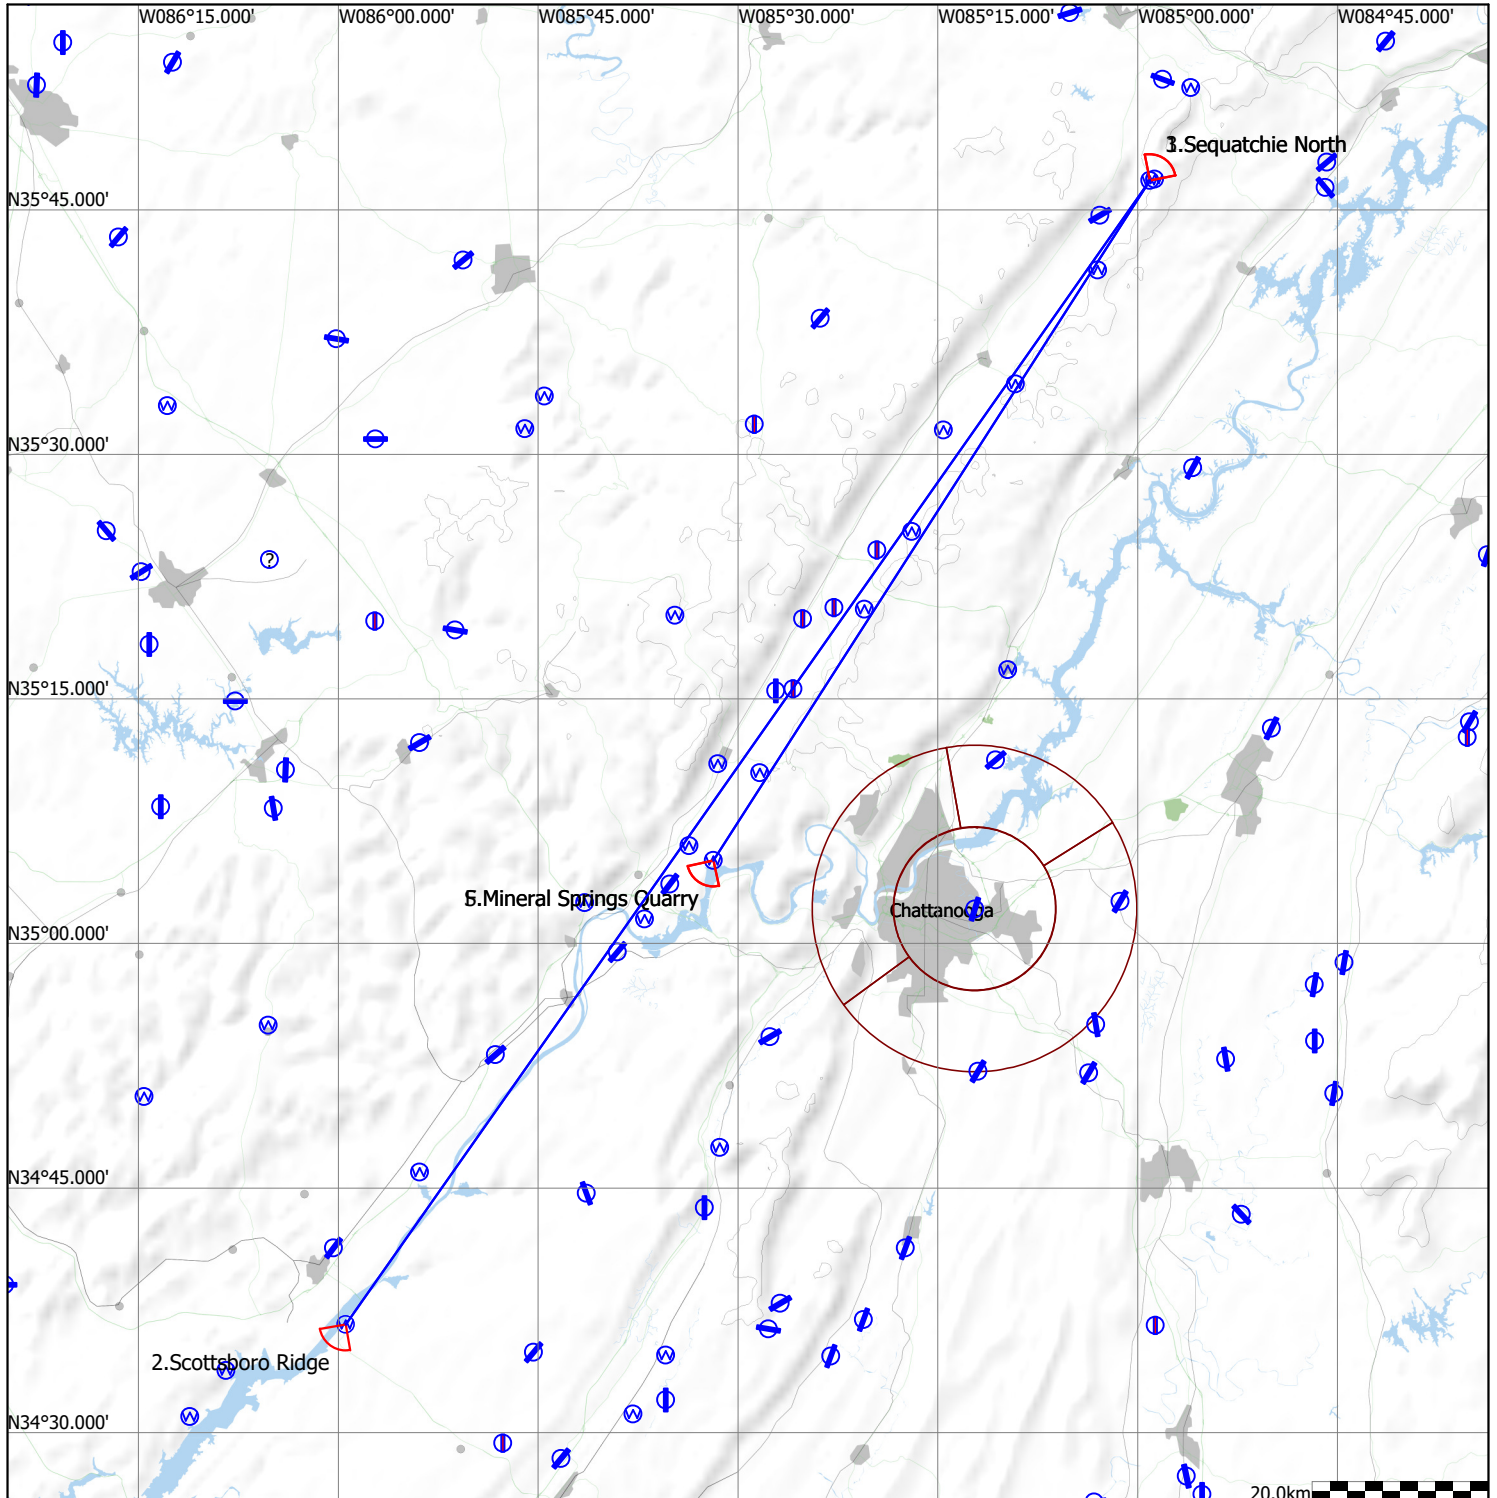 W086°15.000' W086°00.000' W085°45.000' W085°30.000' W085°15.000' W085°00.000' W084°45.000'
.Sequatchie North
N35°45.000'
N35°30.000'
?
N35°15.000'
.Mineral Springs Quarry
Chattanooga
N35°00.000'
N34°45.000'
2.Scottsboro Ridge
N34°30.000'
20.0km